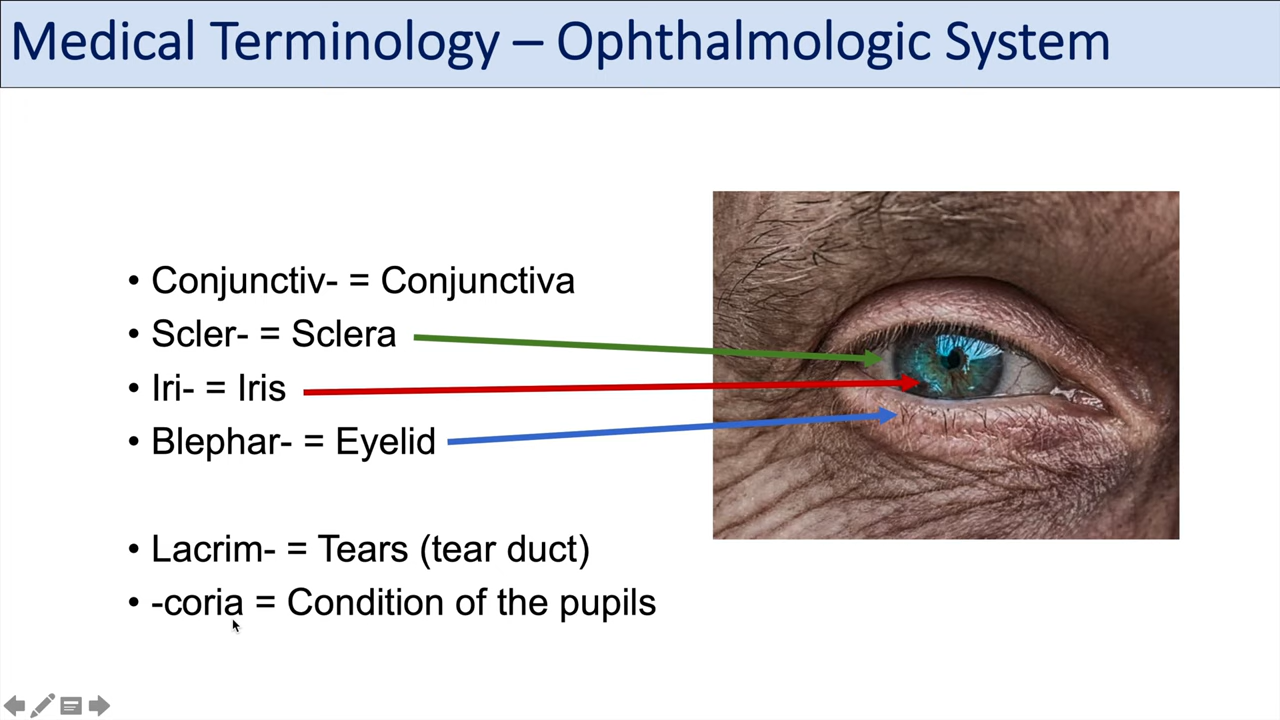 Medical Terminology – Ophthalmologic System
• Conjunctiv- = Conjunctiva
• Scler- = Sclera
• Iri- = Iris
• Blephar- = Eyelid
• Lacrim- = Tears (tear duct)
• -coria = Condition of the pupils